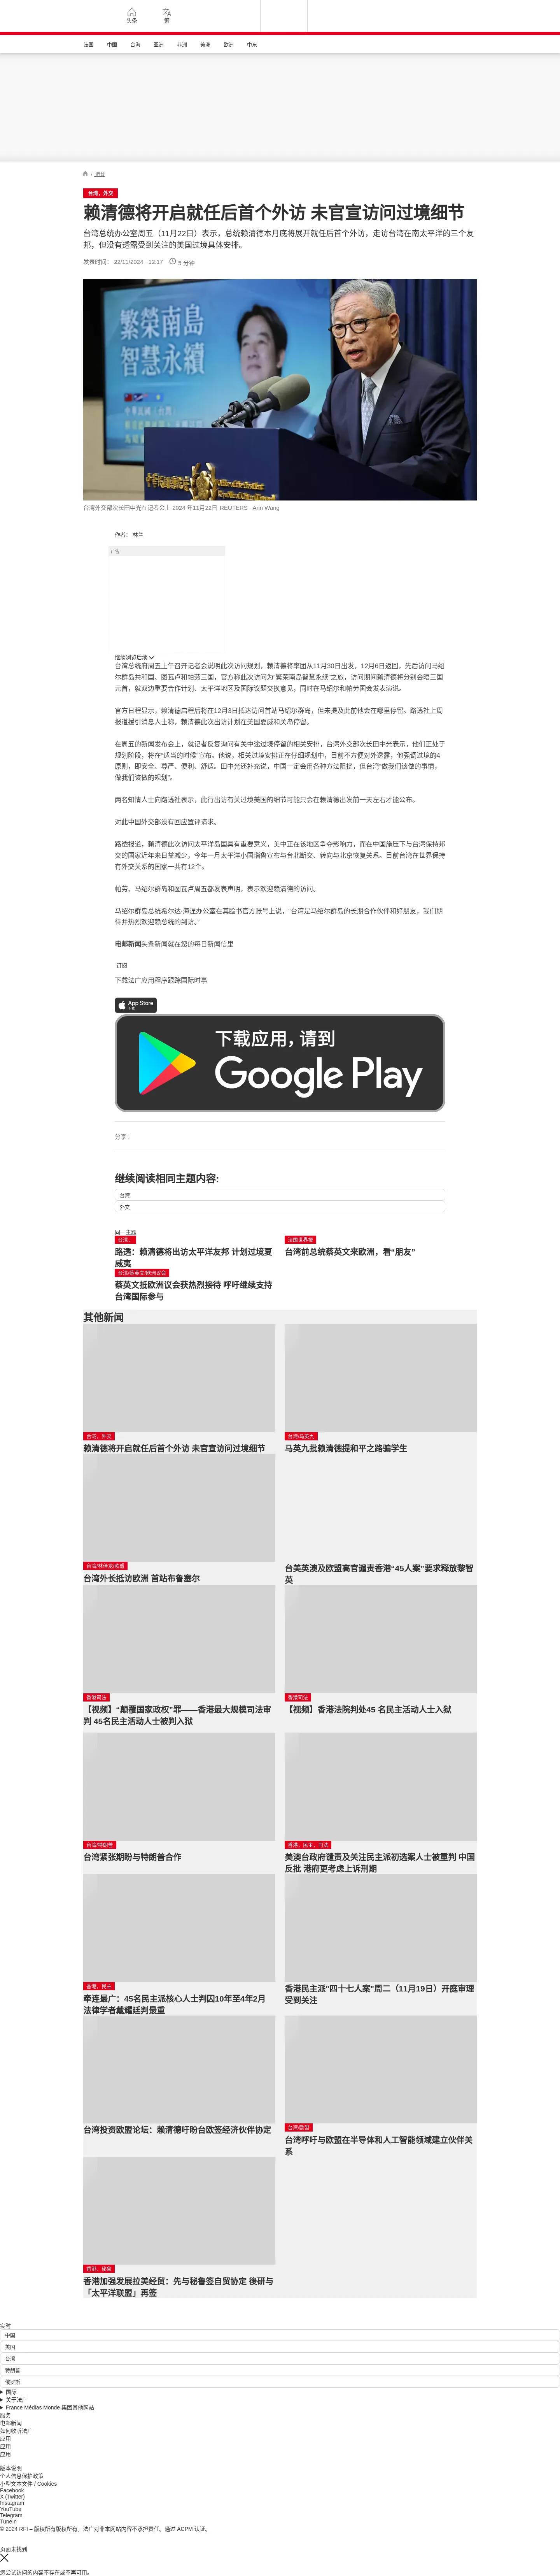 头条
繁
法国
中国
台海
亚洲
非洲
美洲
欧洲
中东
/ 港台
台湾，外交
赖清德将开启就任后首个外访 未官宣访问过境细节
台湾总统办公室周五（11月22日）表示，总统赖清德本月底将展开就任后首个外访，走访台湾在南太平洋的三个友
邦，但没有透露受到关注的美国过境具体安排。
发表时间： 22/11/2024 - 12:17
5 分钟
繁榮南島
智慧永續
中華民國
台灣
台湾外交部次长田中光在记者会上 2024 年11月22日 REUTERS - Ann Wang
作者： 林兰
广告
继续浏览后续
台湾总统府周五上午召开记者会说明此次访问规划，赖清德将率团从11月30日出发，12月6日返回，先后访问马绍
尔群岛共和国、图瓦卢和帕劳三国，官方称此次访问为“繁荣南岛智慧永续”之旅，访问期间赖清德将分别会晤三国
元首，就双边重要合作计划、太平洋地区及国际议题交换意见，同时在马绍尔和帕劳国会发表演说。
官方日程显示，赖清德启程后将在12月3日抵达访问首站马绍尔群岛，但未提及此前他会在哪里停留。路透社上周
报道援引消息人士称，赖清德此次出访计划在美国夏威和关岛停留。
在周五的新闻发布会上，就记者反复询问有关中途过境停留的相关安排，台湾外交部次长田中光表示，他们正处于
规划阶段的阶段，将在“适当的时候”宣布。他说，相关过境安排正在仔细规划中，目前不方便对外透露，他强调过境的4
原则，即安全、尊严、便利、舒适。田中光还补充说，中国一定会用各种方法阻挠，但台湾“做我们该做的事情，
做我们该做的规划”。
两名知情人士向路透社表示，此行出访有关过境美国的细节可能只会在赖清德出发前一天左右才能公布。
对此中国外交部没有回应置评请求。
路透报道，赖清德此次访问太平洋岛国具有重要意义，美中正在该地区争夺影响力，而在中国施压下与台湾保持邦
交的国家近年来日益减少，今年一月太平洋小国瑙鲁宣布与台北断交、转向与北京恢复关系。目前台湾在世界保持
有外交关系的国家一共有12个。
帕劳、马绍尔群岛和图瓦卢周五都发表声明，表示欢迎赖清德的访问。
马绍尔群岛总统希尔达·海涅办公室在其脸书官方账号上说，“台湾是马绍尔群岛的长期合作伙伴和好朋友，我们期
待并热烈欢迎赖总统的到访。”
电邮新闻头条新闻就在您的每日新闻信里
订阅
下载法广应用程序跟踪国际时事
App Store
下载
下载应用，请到
Google Play
分享 :
继续阅读相同主题内容:
台湾
外交
同一主题
台湾，
路透：赖清德将出访太平洋友邦 计划过境夏
威夷
法国世界报
台湾前总统蔡英文来欧洲，看“朋友”
台湾/蔡英文/欧洲议会
蔡英文抵欧洲议会获热烈接待 呼吁继续支持
台湾国际参与
其他新闻
台湾，外交
赖清德将开启就任后首个外访 未官宣访问过境细节
台湾/马英九
马英九批赖清德提和平之路骗学生
台湾/林佳龙/欧盟
台湾外长抵访欧洲 首站布鲁塞尔
台美英澳及欧盟高官谴责香港“45人案”要求释放黎智
英
香港司法
【视频】“颠覆国家政权”罪——香港最大规模司法审
判 45名民主活动人士被判入狱
香港司法
【视频】香港法院判处45 名民主活动人士入狱
台湾/特朗普
台湾紧张期盼与特朗普合作
香港、民主、司法
美澳台政府谴责及关注民主派初选案人士被重判 中国
反批 港府更考虑上诉刑期
香港、民主
牵连最广：45名民主派核心人士判囚10年至4年2月
法律学者戴耀廷判最重
香港民主派“四十七人案”周二（11月19日）开庭审理
受到关注
台湾投资欧盟论坛：赖清德吁盼台欧签经济伙伴协定
台湾/欧盟
台湾呼吁与欧盟在半导体和人工智能领域建立伙伴关
系
香港、秘鲁
香港加强发展拉美经贸：先与秘鲁签自贸协定 後研与
「太平洋联盟」再签
实时
中国
美国
台湾
特朗普
俄罗斯
国际
关于法广
France Médias Monde 集团其他网站
服务
电邮新闻
如何收听法广
应用
应用
应用
版本说明
个人信息保护政策
小型文本文件 / Cookies
Facebook
X (Twitter)
Instagram
YouTube
Telegram
TuneIn
© 2024 RFI – 版权所有版权所有。法广对非本网站内容不承担责任。通过 ACPM 认证。
页面未找到
您尝试访问的内容不存在或不再可用。